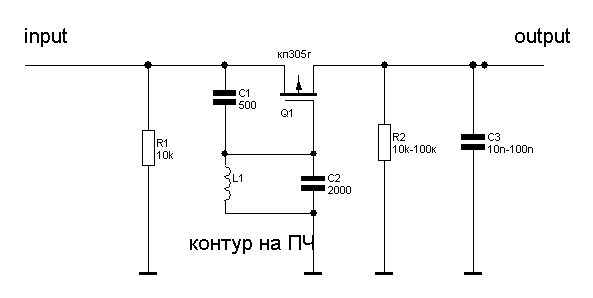 input
output
кп305г
Q1
C1
500
R1
10k
R2
10k-100к
C3
10n-100n
L1
C2
2000
контур на ПЧ